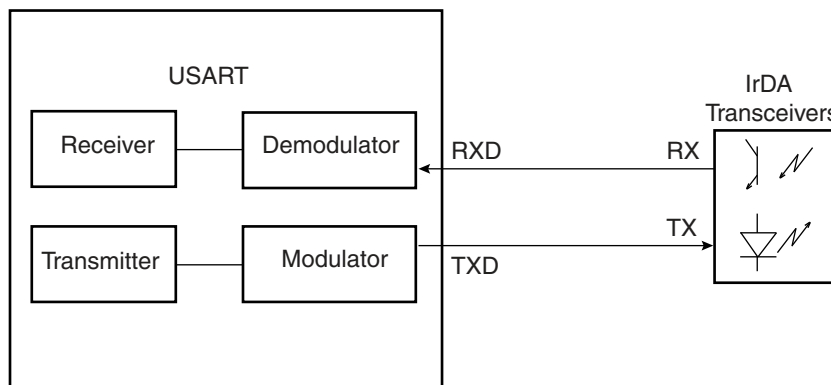 USART
IrDA
Transceivers
Receiver
Demodulator
RXD
RX
Transmitter
Modulator
TXD
TX